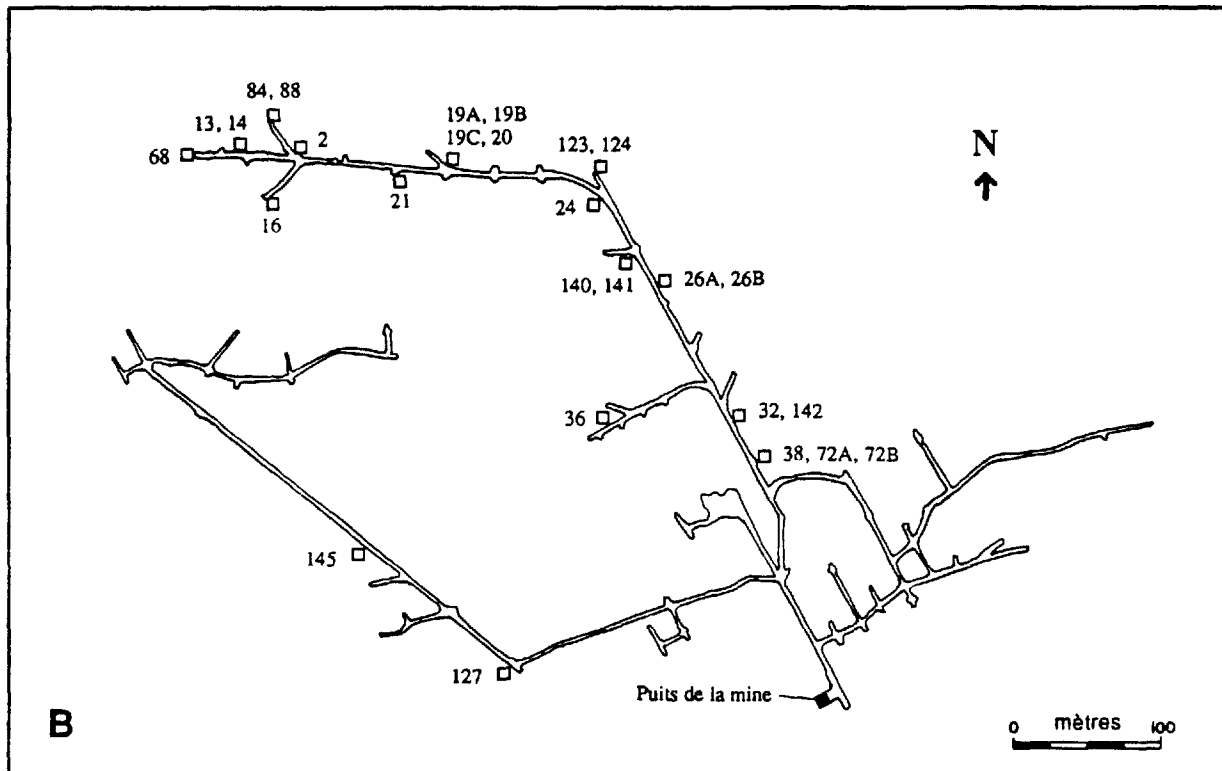 84, 88
13, 14
2
19A, 19B
19C, 20
123, 124
N
68
21
24
16
140, 141
26A, 26B
36
32, 142
38, 72A, 72B
145
127
Puits de la mine
B
0 mètres 100